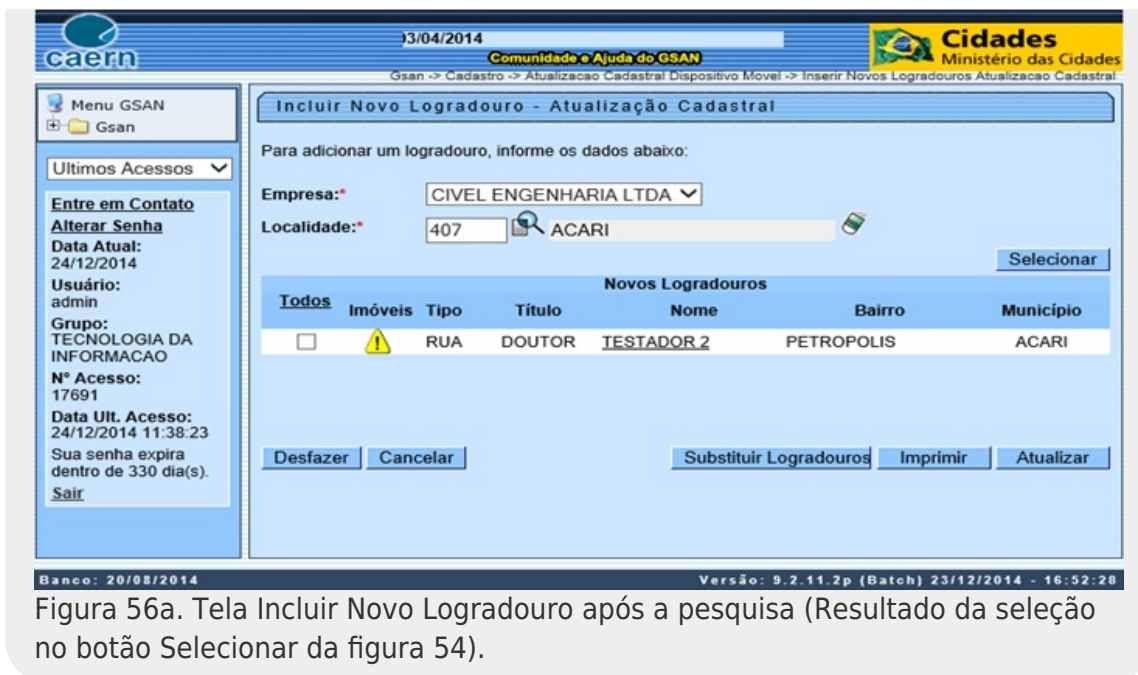 caern
)3/04/2014
Comunidade e Ajuda do GSAN
Cidades
Ministério das Cidades
Gsan -> Cadastro -> Atualizacao Cadastral Dispositivo Movel -> Inserir Novos Logradouros Atualizacao Cadastral
Menu GSAN
Gsan
Ultimos Acessos
Entre em Contato
Alterar Senha
Data Atual:
24/12/2014
Usuário:
admin
Grupo:
TECNOLOGIA DA
INFORMACAO
Nº Acesso:
17691
Data Ult. Acesso:
24/12/2014 11:38:23
Sua senha expira
dentro de 330 dia(s).
Sair
Incluir Novo Logradouro - Atualização Cadastral
Para adicionar um logradouro, informe os dados abaixo:
Empresa:* CIVEL ENGENHARIA LTDA
Localidade:* 407 ACARI
Selecionar
Novos Logradouros
Todos Imóveis Tipo Título Nome Bairro Município
RUA DOUTOR TESTADOR 2 PETROPOLIS ACARI
Desfazer Cancelar Substituir Logradouros Imprimir Atualizar
Banco: 20/08/2014 Versão: 9.2.11.2p (Batch) 23/12/2014 - 16:52:28
Figura 56a. Tela Incluir Novo Logradouro após a pesquisa (Resultado da seleção
no botão Selecionar da figura 54).